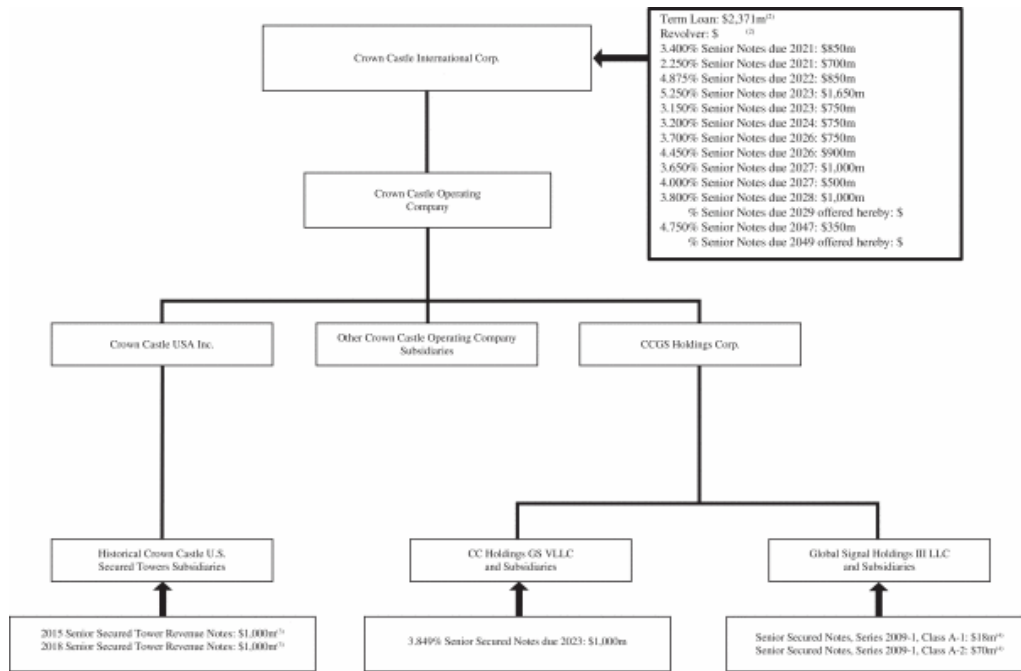 Crown Castle International Corp.
Term Loan: $2,371m(2)
Revolver: $ (2)
3.400% Senior Notes due 2021: $850m
2.250% Senior Notes due 2021: $700m
4.875% Senior Notes due 2022: $850m
5.250% Senior Notes due 2023: $1,650m
3.150% Senior Notes due 2023: $750m
3.200% Senior Notes due 2024: $750m
3.700% Senior Notes due 2026: $750m
4.450% Senior Notes due 2026: $900m
3.650% Senior Notes due 2027: $1,000m
4.000% Senior Notes due 2027: $500m
3.800% Senior Notes due 2028: $1,000m
% Senior Notes due 2029 offered hereby: $
4.750% Senior Notes due 2047: $350m
% Senior Notes due 2049 offered hereby: $
Crown Castle Operating
Company
Crown Castle USA Inc.
Other Crown Castle Operating Company
Subsidiaries
CCGS Holdings Corp.
Historical Crown Castle U.S.
Secured Towers Subsidiaries
CC Holdings GS VLLC
and Subsidiaries
Global Signal Holdings III LLC
and Subsidiaries
2015 Senior Secured Tower Revenue Notes: $1,000m(3)
2018 Senior Secured Tower Revenue Notes: $1,000m(3)
3.849% Senior Secured Notes due 2023: $1,000m
Senior Secured Notes, Series 2009-1, Class A-1: $18m(4)
Senior Secured Notes, Series 2009-1, Class A-2: $70m(4)